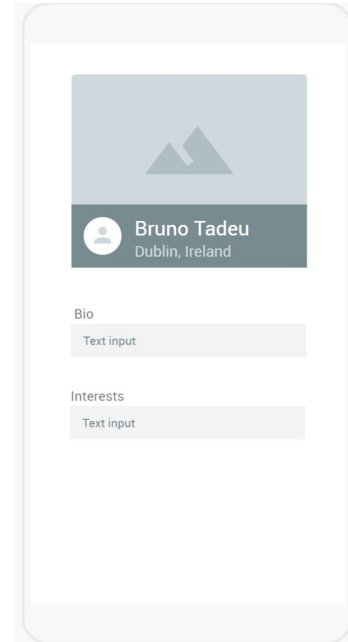 Bruno Tadeu
Dublin, Ireland
Bio
Text input
Interests
Text input